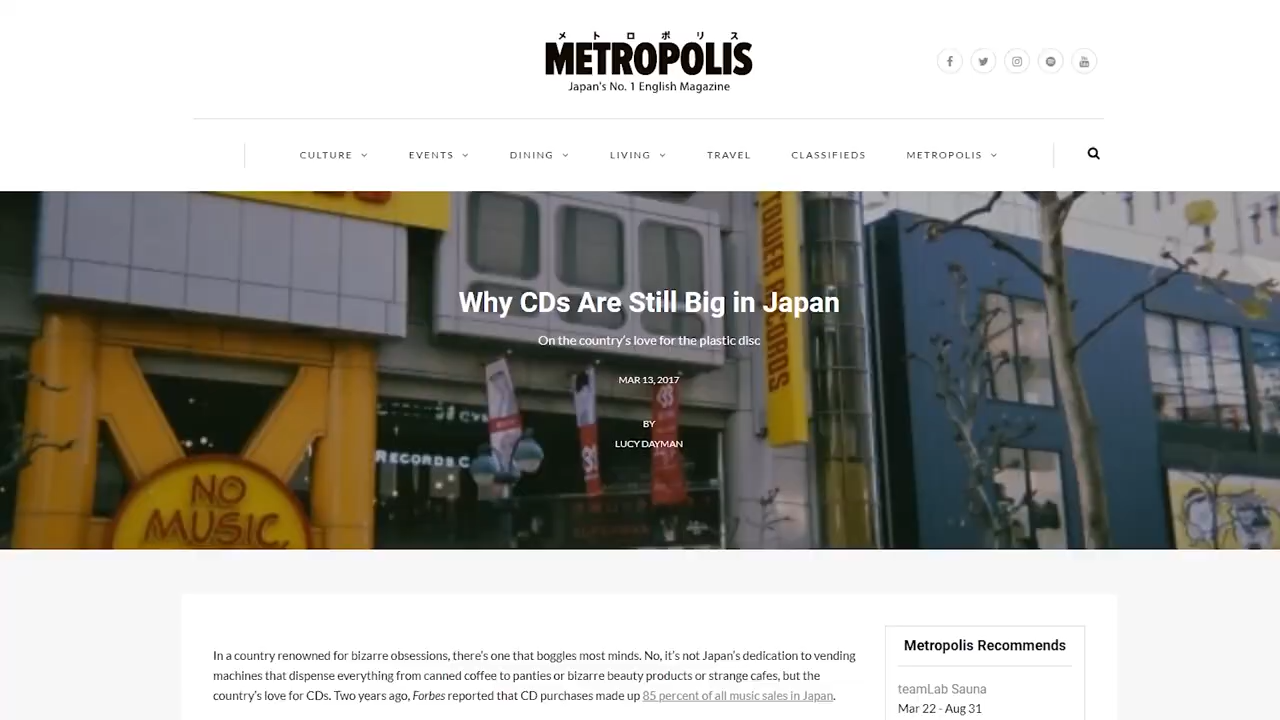 メトロポリス
METROPOLIS
Japan's No. 1 English Magazine
CULTURE EVENTS DINING LIVING TRAVEL CLASSIFIEDS METROPOLIS
TOWER RECORDS
Why CDs Are Still Big in Japan
On the country's love for the plastic disc
MAR 13, 2017
BY
LUCY DAYMAN
RECORDS
NO
MUSIC,
In a country renowned for bizarre obsessions, there's one that boggles most minds. No, it's not Japan's dedication to vending
machines that dispense everything from canned coffee to panties or bizarre beauty products or strange cafes, but the
country's love for CDs. Two years ago, Forbes reported that CD purchases made up 85 percent of all music sales in Japan.
Metropolis Recommends
teamLab Sauna
Mar 22 - Aug 31